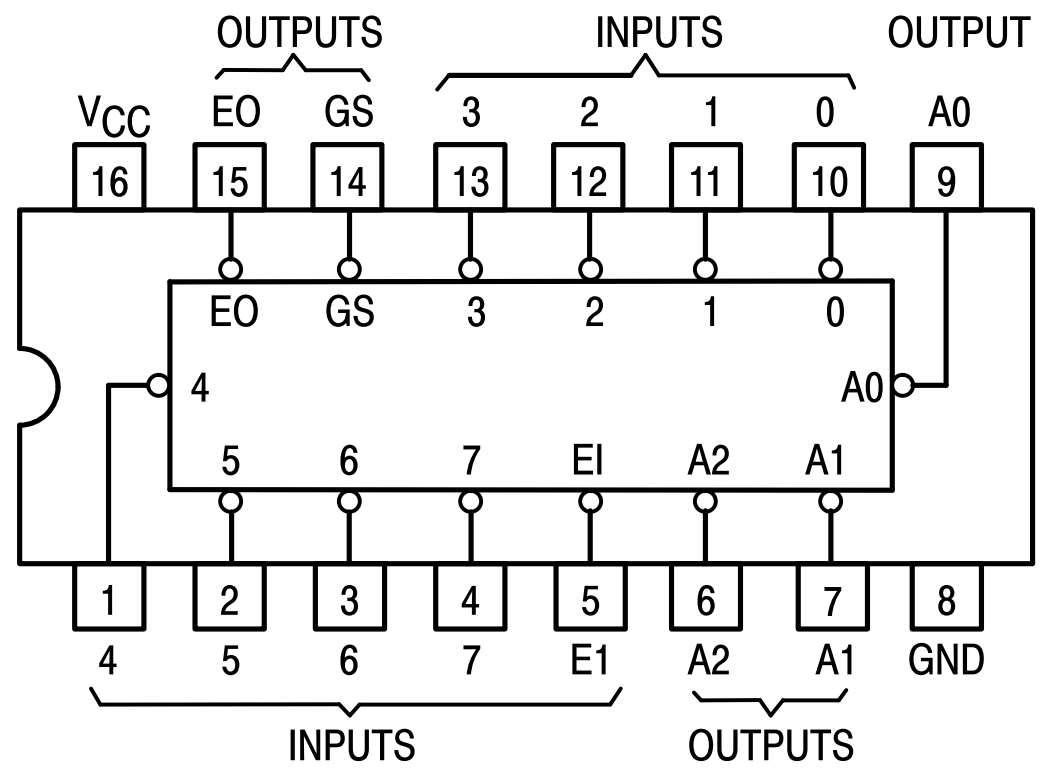 OUTPUTS INPUTS OUTPUT
VCC EO GS 3 2 1 0 A0
16 15 14 13 12 11 10 9
EO GS 3 2 1 0
4 A0
5 6 7 EI A2 A1
1 2 3 4 5 6 7 8
4 5 6 7 E1 A2 A1 GND
INPUTS OUTPUTS